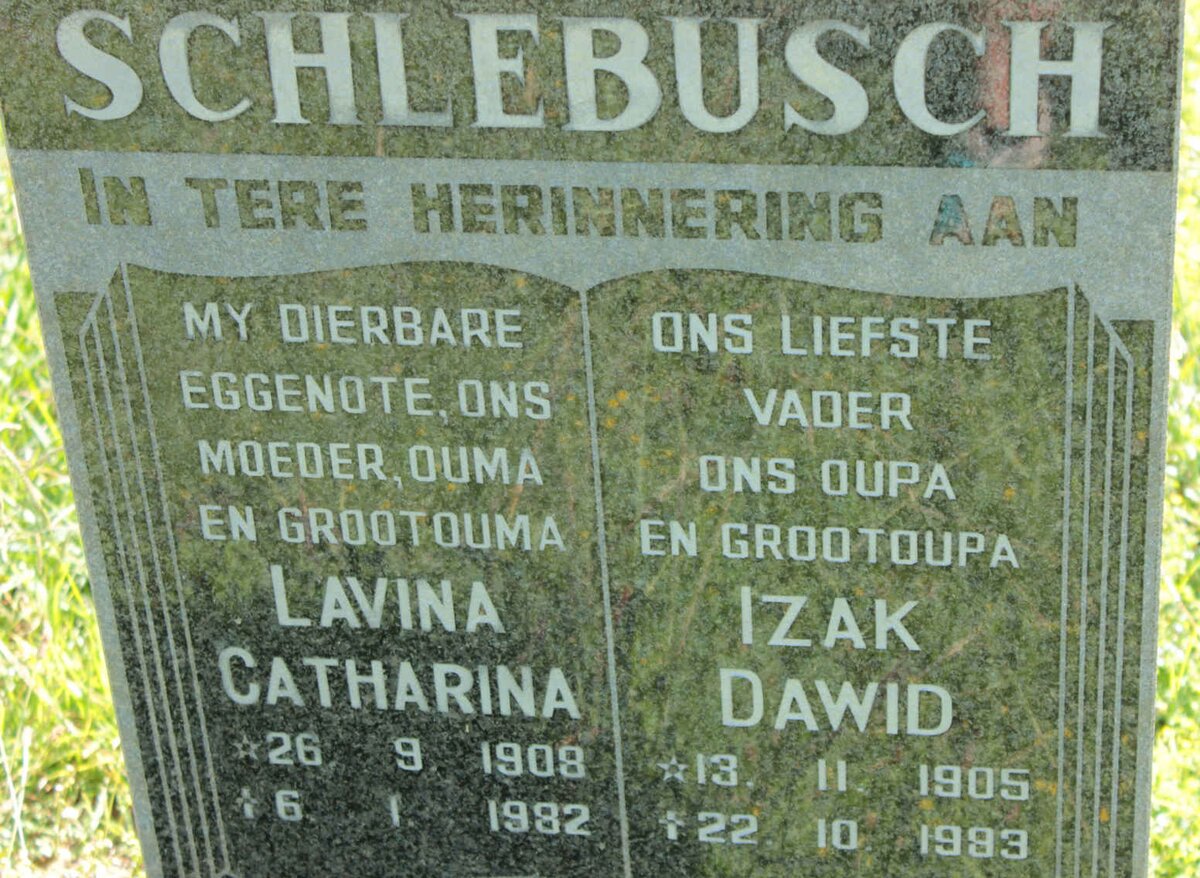 SCHLEBUSCH
IN TERE HERINNERING AAN
MY DIERBARE
EGGENOTE, ONS
MOEDER, OUMA
EN GROOTOUMA
LAVINA
CATHARINA
☆26 9 1908
†6. 1. 1982
ONS LIEFSTE
VADER
ONS OUPA
EN GROOTOUPA
IZAK
DAWID
☆13. 11. 1905
†22. 10. 1993